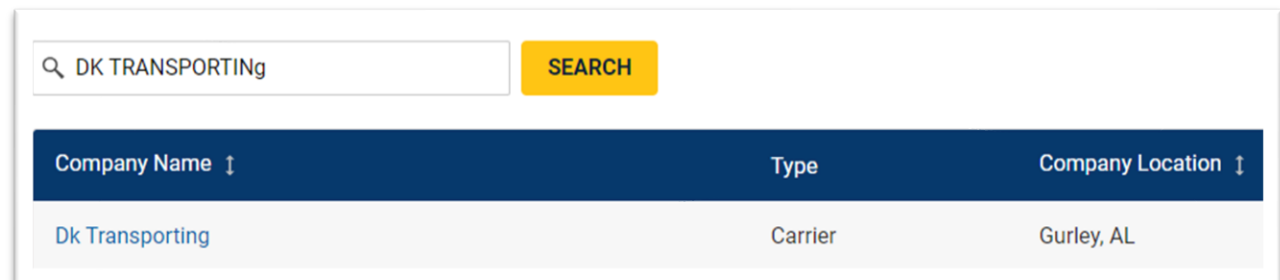 DK TRANSPORTINg SEARCH
Company Name Type Company Location
Dk Transporting Carrier Gurley, AL